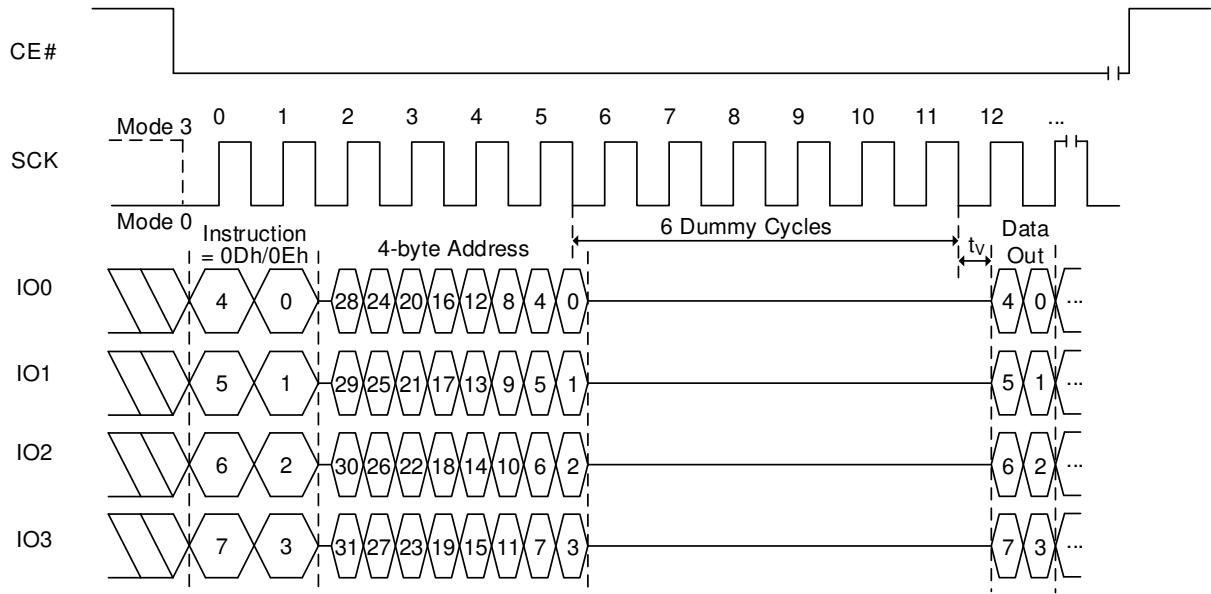 CE#
Mode 3
0 1 2 3 4 5 6 7 8 9 10 11 12 ...
SCK
Mode 0
Instruction
= 0Dh/0Eh
4-byte Address
6 Dummy Cycles
tV
Data
Out
IO0
4 0 28 24 20 16 12 8 4 0 4 0 ...
IO1
5 1 29 25 21 17 13 9 5 1 5 1 ...
IO2
6 2 30 26 22 18 14 10 6 2 6 2 ...
IO3
7 3 31 27 23 19 15 11 7 3 7 3 ...